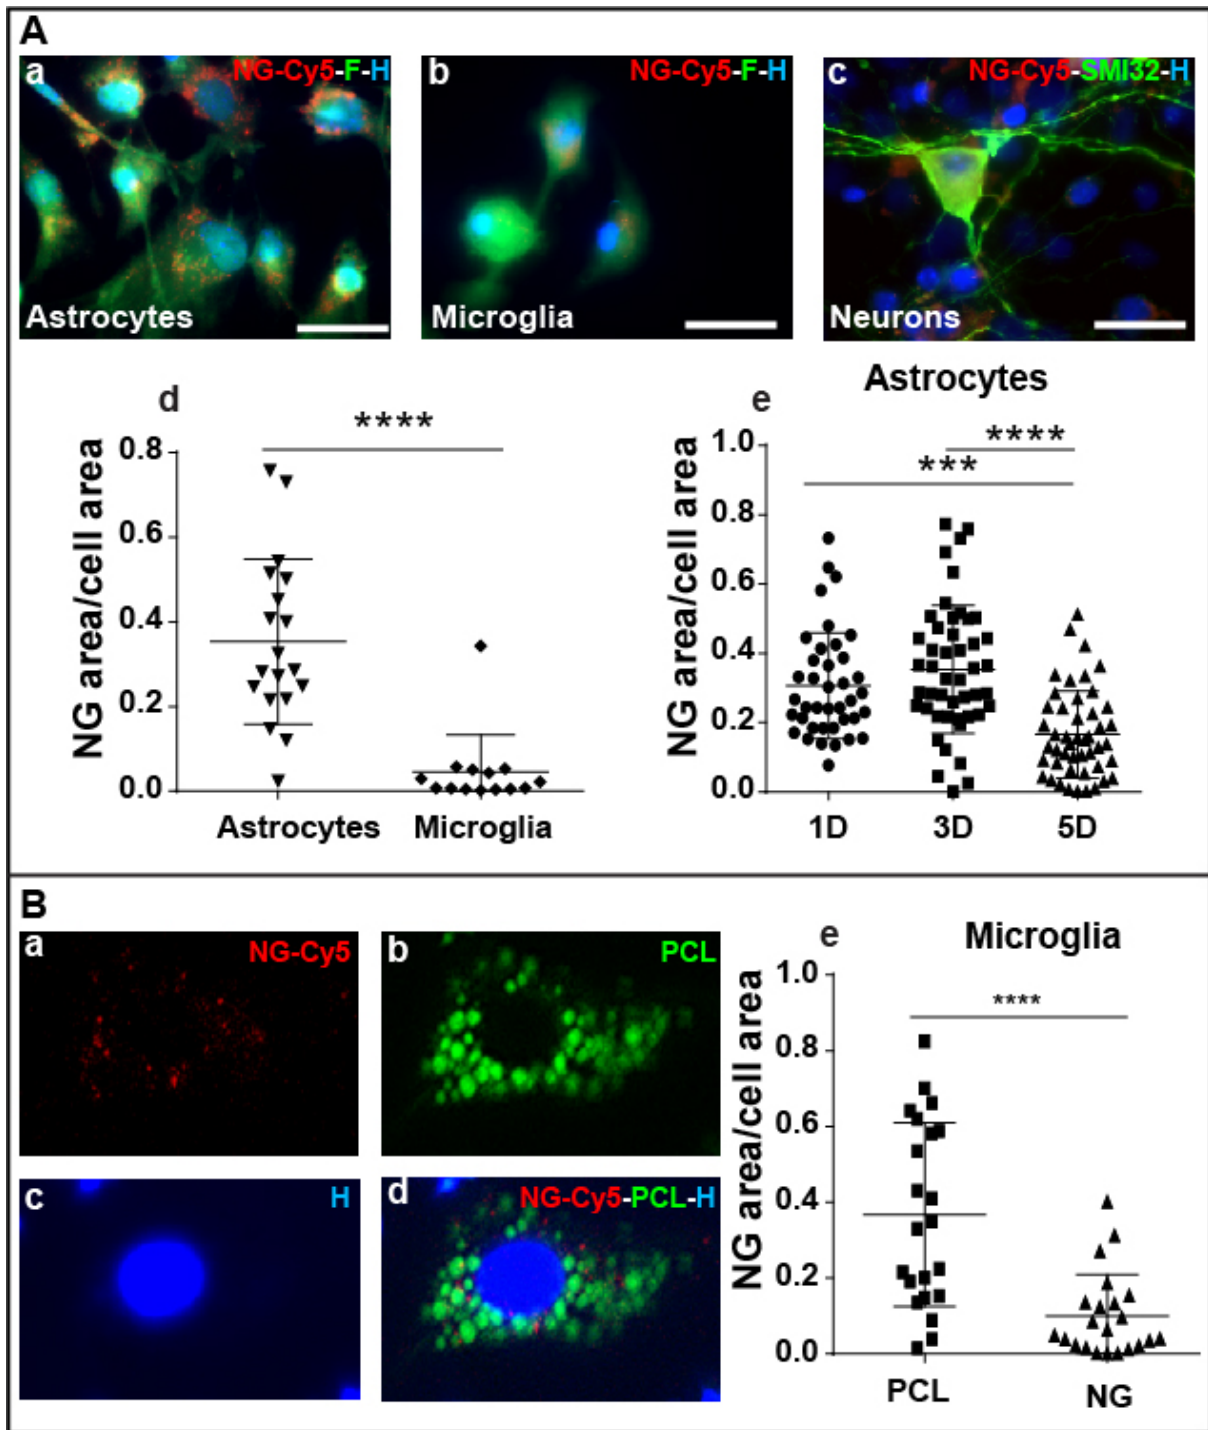 A
a
NG-Cy5-F-H
Astrocytes
b
NG-Cy5-F-H
Microglia
c
NG-Cy5-SMI32-H
Neurons
d
****
NG area/cell area
0.8
0.6
0.4
0.2
0.0
Astrocytes
Microglia
e
Astrocytes
****
***
NG area/cell area
1.0
0.8
0.6
0.4
0.2
0.0
1D
3D
5D
B
a
NG-Cy5
b
PCL
c
H
d
NG-Cy5-PCL-H
e
Microglia
****
NG area/cell area
1.0
0.8
0.6
0.4
0.2
0.0
PCL
NG